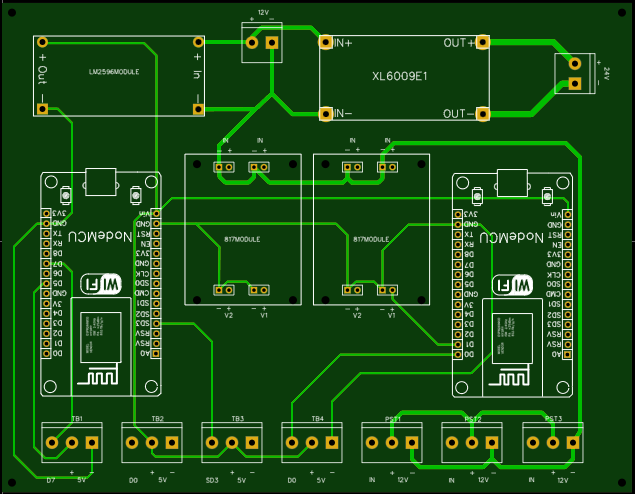 12V
- +
IN+ OUT+
+ Out - + In -
LM2596MODULE
XL6009E1
+ - 24V
IN- OUT-
IN IN IN IN
- + - + - + - +
3V3 GND TX RX D8 D7 D6 D5 GND 3V D4 D3 D2 D1 D0
Vin GND RST EN 3V3 GND CLK SD0 CMD SD1 SD2 SD3 RSV RSV A0
NodeMCU
WI FI
817MODULE 817MODULE
3V3 GND TX RX D8 D7 D6 D5 GND 3V D4 D3 D2 D1 D0
Vin GND RST EN 3V3 GND CLK SD0 CMD SD1 SD2 SD3 RSV RSV A0
NodeMCU
WI FI
- + - + - + - +
V2 V1 V2 V1
TB1 TB2 TB3 TB4 PST1 PST2 PST3
+ - + - + - + - + - + - + -
D7 5V D0 5V SD3 5V D0 5V IN 12V IN 12V IN 12V